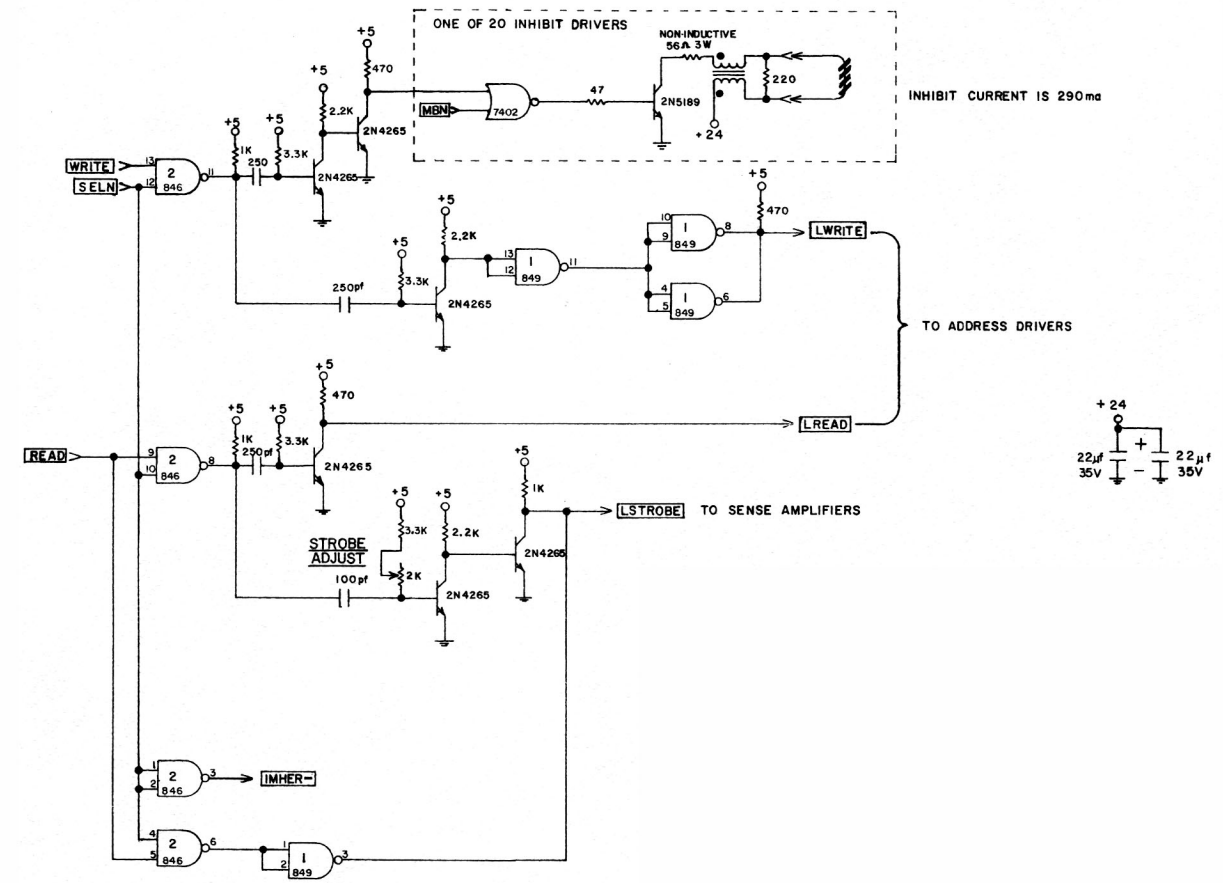 ONE OF 20 INHIBIT DRIVERS
+5
470
NON-INDUCTIVE
56Ω 3W
220
47
MBN
7402
2N5189
+24
INHIBIT CURRENT IS 290ma
+5
2.2K
2N4265
+5
+5
1K
250
3.3K
2N4265
WRITE
13
2
11
SELN
12
846
+5
2.2K
+5
3.3K
250pf
2N4265
13
1
11
12
849
10
1
8
9
849
4
1
6
5
849
+5
470
LWRITE
TO ADDRESS DRIVERS
+5
470
LREAD
+5
+5
1K
250pf
3.3K
2N4265
READ
9
2
8
10
846
+5
1K
LSTROBE
TO SENSE AMPLIFIERS
+5
3.3K
+5
2.2K
2N4265
STROBE
ADJUST
2K
100pf
2N4265
+24
+
22µf
35V
-
22µf
35V
1
2
3
2
846
IMHER-
4
2
6
5
846
1
1
3
2
849